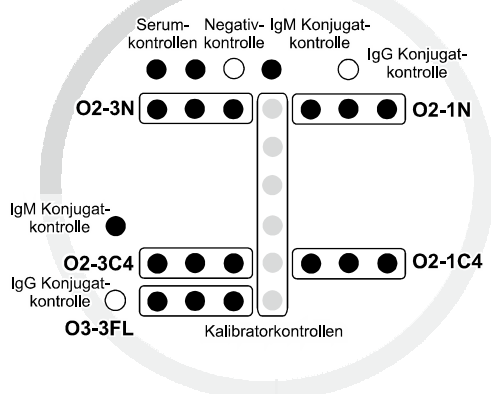 Serum-
kontrollen
Negativ-
kontrolle
IgM Konjugat-
kontrolle
IgG Konjugat-
kontrolle
O2-3N
O2-1N
IgM Konjugat-
kontrolle
O2-3C4
O2-1C4
IgG Konjugat-
kontrolle
O3-3FL
Kalibratorkontrollen